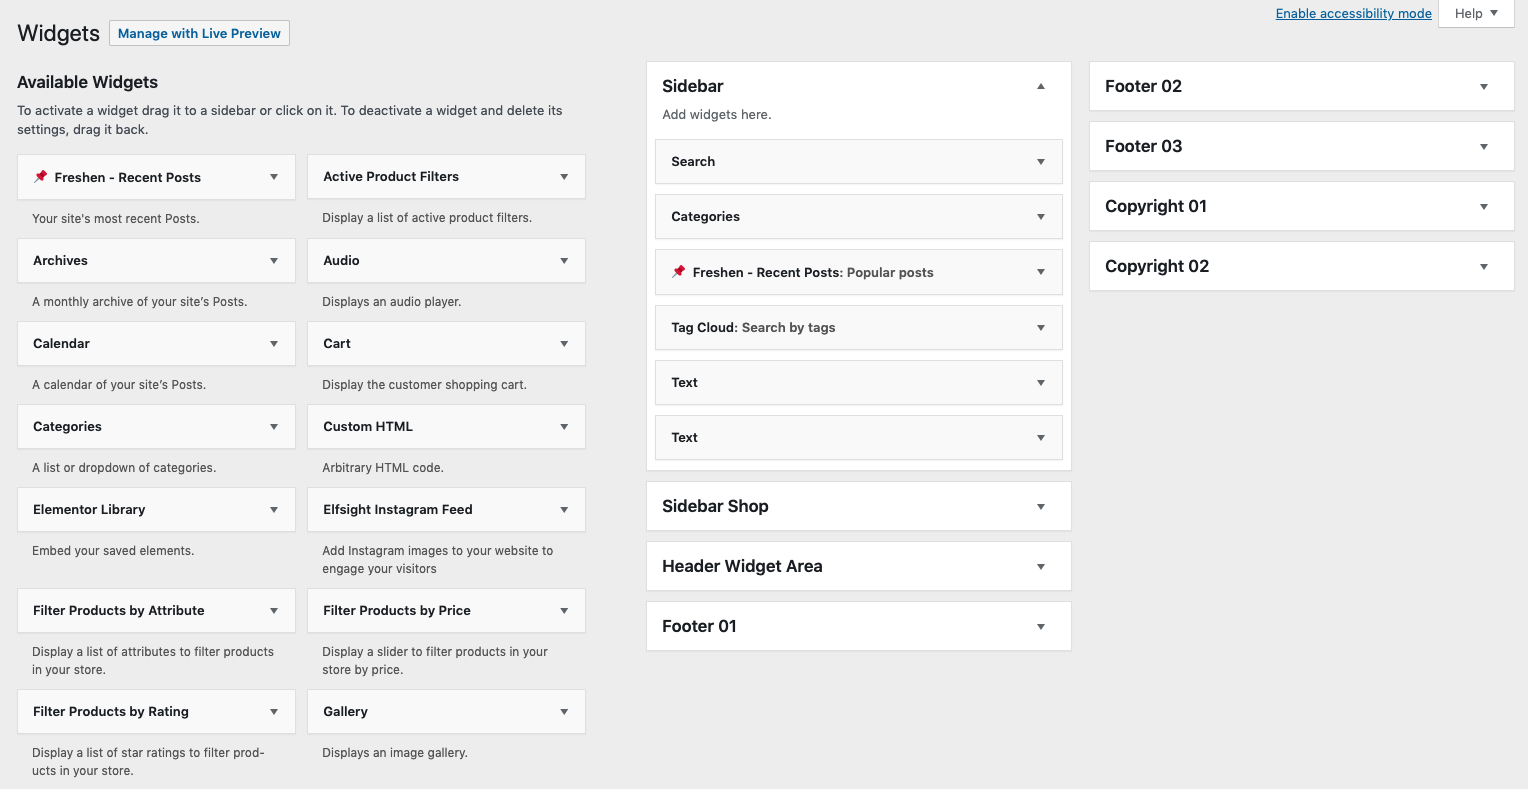 Widgets
Manage with Live Preview
Enable accessibility mode
Help
Available Widgets
To activate a widget drag it to a sidebar or click on it. To deactivate a widget and delete its
settings, drag it back.
Freshen - Recent Posts
Your site's most recent Posts.
Active Product Filters
Display a list of active product filters.
Archives
A monthly archive of your site’s Posts.
Audio
Displays an audio player.
Calendar
A calendar of your site’s Posts.
Cart
Display the customer shopping cart.
Categories
A list or dropdown of categories.
Custom HTML
Arbitrary HTML code.
Elementor Library
Embed your saved elements.
Elfsight Instagram Feed
Add Instagram images to your website to
engage your visitors
Filter Products by Attribute
Display a list of attributes to filter products
in your store.
Filter Products by Price
Display a slider to filter products in your
store by price.
Filter Products by Rating
Display a list of star ratings to filter prod-
ucts in your store.
Gallery
Displays an image gallery.
Sidebar
Add widgets here.
Search
Categories
Freshen - Recent Posts: Popular posts
Tag Cloud: Search by tags
Text
Text
Sidebar Shop
Header Widget Area
Footer 01
Footer 02
Footer 03
Copyright 01
Copyright 02